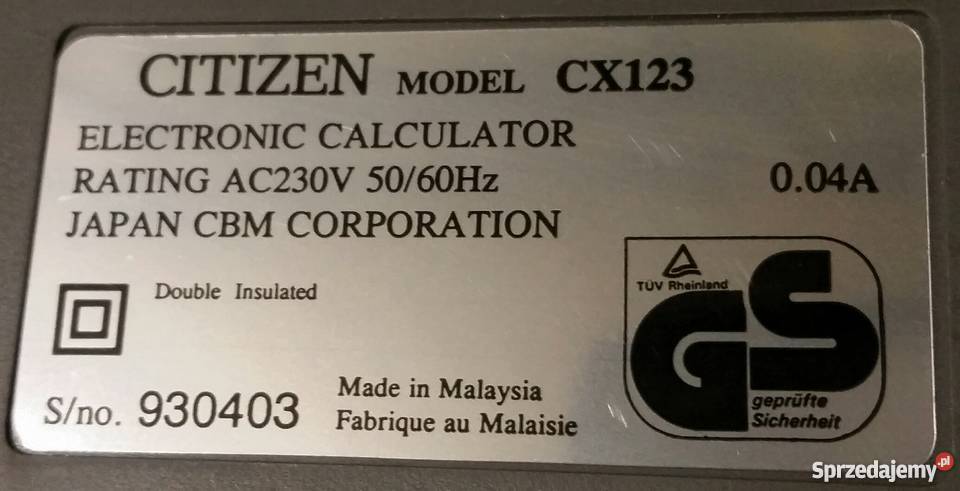 CITIZEN MODEL CX123
ELECTRONIC CALCULATOR
RATING AC230V 50/60Hz 0.04A
JAPAN CBM CORPORATION
Double Insulated
TÜV Rheinland
GS
geprüfte
Sicherheit
S/no. 930403
Made in Malaysia
Fabrique au Malaisie
Sprzedajemy.pl